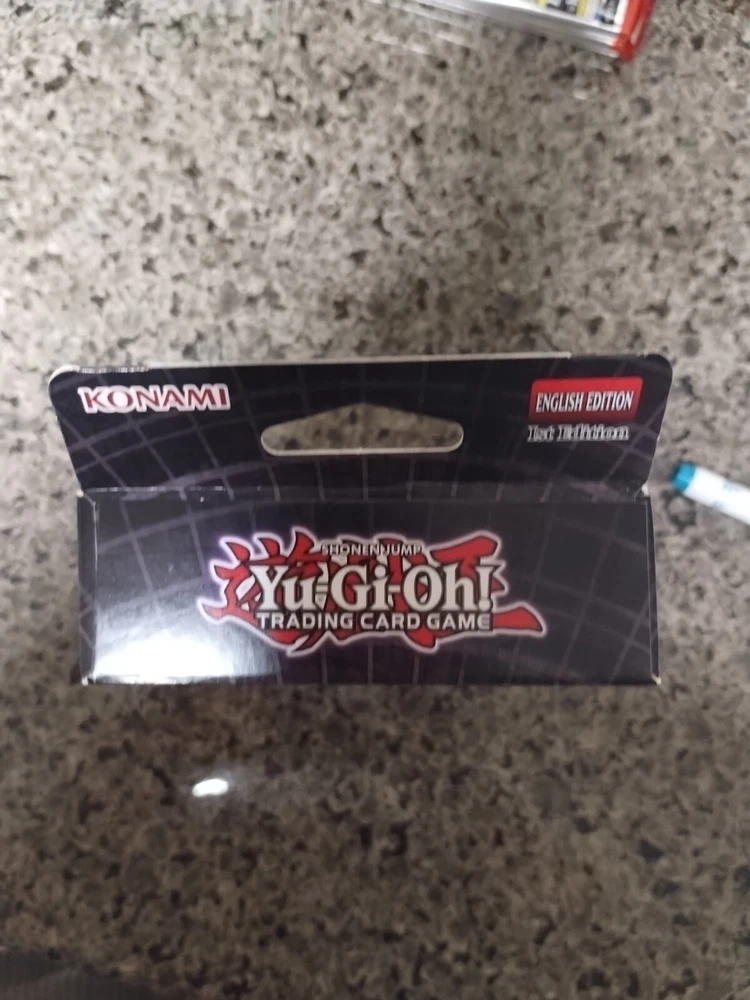 KONAMI
ENGLISH EDITION
1st Edition
SHONEN JUMP
Yu-Gi-Oh!
TRADING CARD GAME